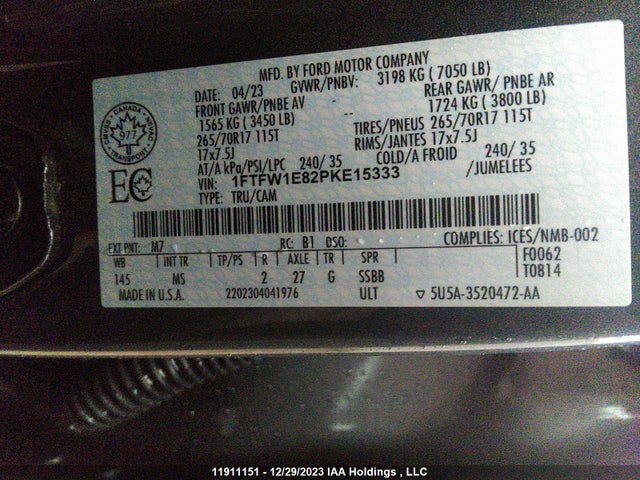 MFD. BY FORD MOTOR COMPANY
DATE: 04/23 GVWR/PNBV: 3198 KG ( 7050 LB)
FRONT GAWR/PNBE AV REAR GAWR/ PNBE AR
1565 KG ( 3450 LB) -- 1724 KG ( 3800 LB)
265/70R17 115T TIRES/PNEUS 265/70R17 115T
17x7.5J RIMS/JANTES 17x7.5J
AT/A kPa/PSI/LPC 240/ 35 COLD/A FROID 240/ 35
VIN: 1FTFW1E82PKE15333 /JUMELEES
TYPE: TRU/CAM
CANADA
977
TRANSPORT
EC
EXT PNT: M7 RC: B1 DSO: COMPLIES: ICES/NMB-002
WB INT TR TP/PS R AXLE TR SPR F0062
145 MS 2 27 G SSBB T0814
MADE IN U.S.A. 2202304041976 ULT ▽ 5U5A-3520472-AA
11911151 - 12/29/2023 IAA Holdings , LLC